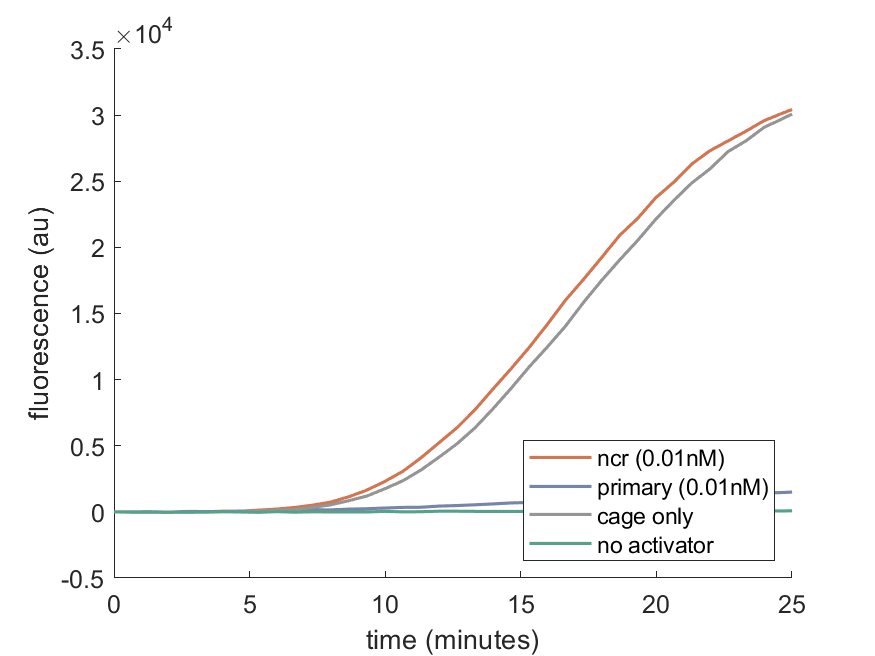 ×10⁴
3.5
3
2.5
2
1.5
1
0.5
0
-0.5
fluorescence (au)
0 5 10 15 20 25
time (minutes)
ncr (0.01nM)
primary (0.01nM)
cage only
no activator